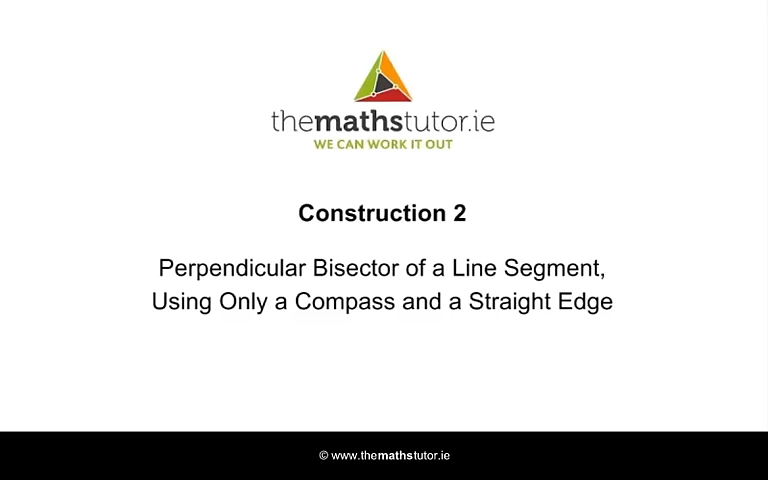 themathstutor.ie
WE CAN WORK IT OUT
Construction 2
Perpendicular Bisector of a Line Segment,
Using Only a Compass and a Straight Edge
© www.themathstutor.ie